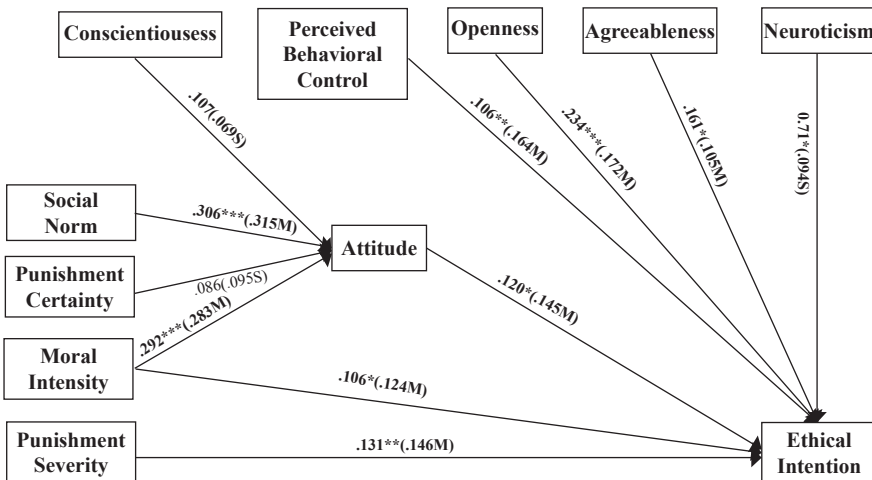 Conscientiousess
Perceived
Behavioral
Control
Openness
Agreeableness
Neuroticism
.107(.069S)
.106**(.164M)
.234***(.172M)
.161*(.105M)
0.71*(.094S)
Social
Norm
.306***(.315M)
Attitude
Punishment
Certainty
.086(.095S)
.292***(.283M)
.120*(.145M)
Moral
Intensity
.106*(.124M)
Punishment
Severity
.131**(.146M)
Ethical
Intention